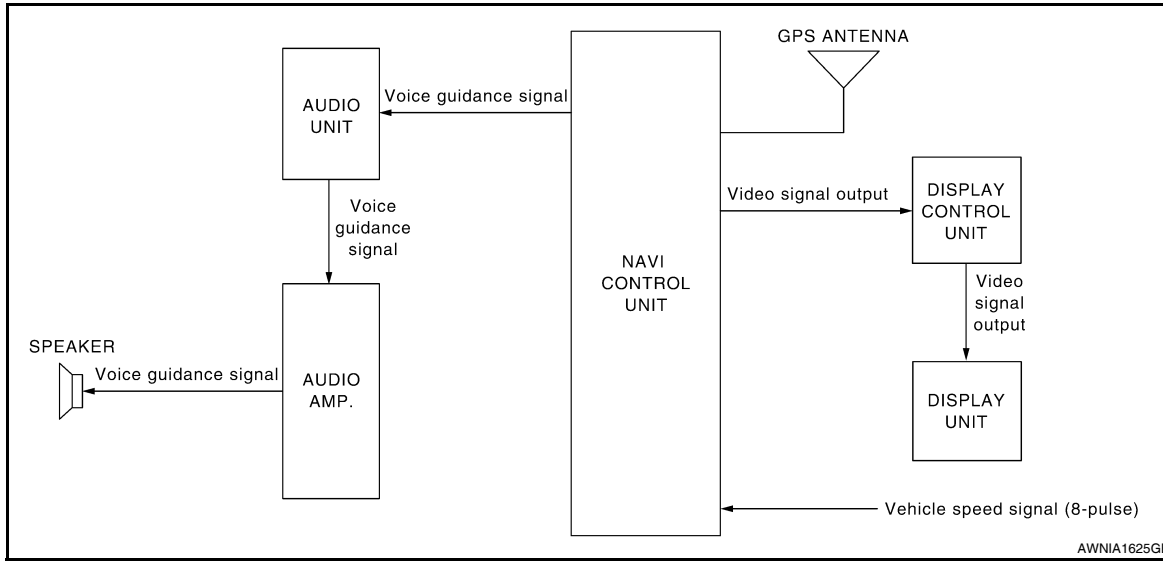 GPS ANTENNA
Voice guidance signal
AUDIO
UNIT
Voice
guidance
signal
Video signal output
DISPLAY
CONTROL
UNIT
NAVI
CONTROL
UNIT
Video
signal
output
SPEAKER
Voice guidance signal
AUDIO
AMP.
DISPLAY
UNIT
Vehicle speed signal (8-pulse)